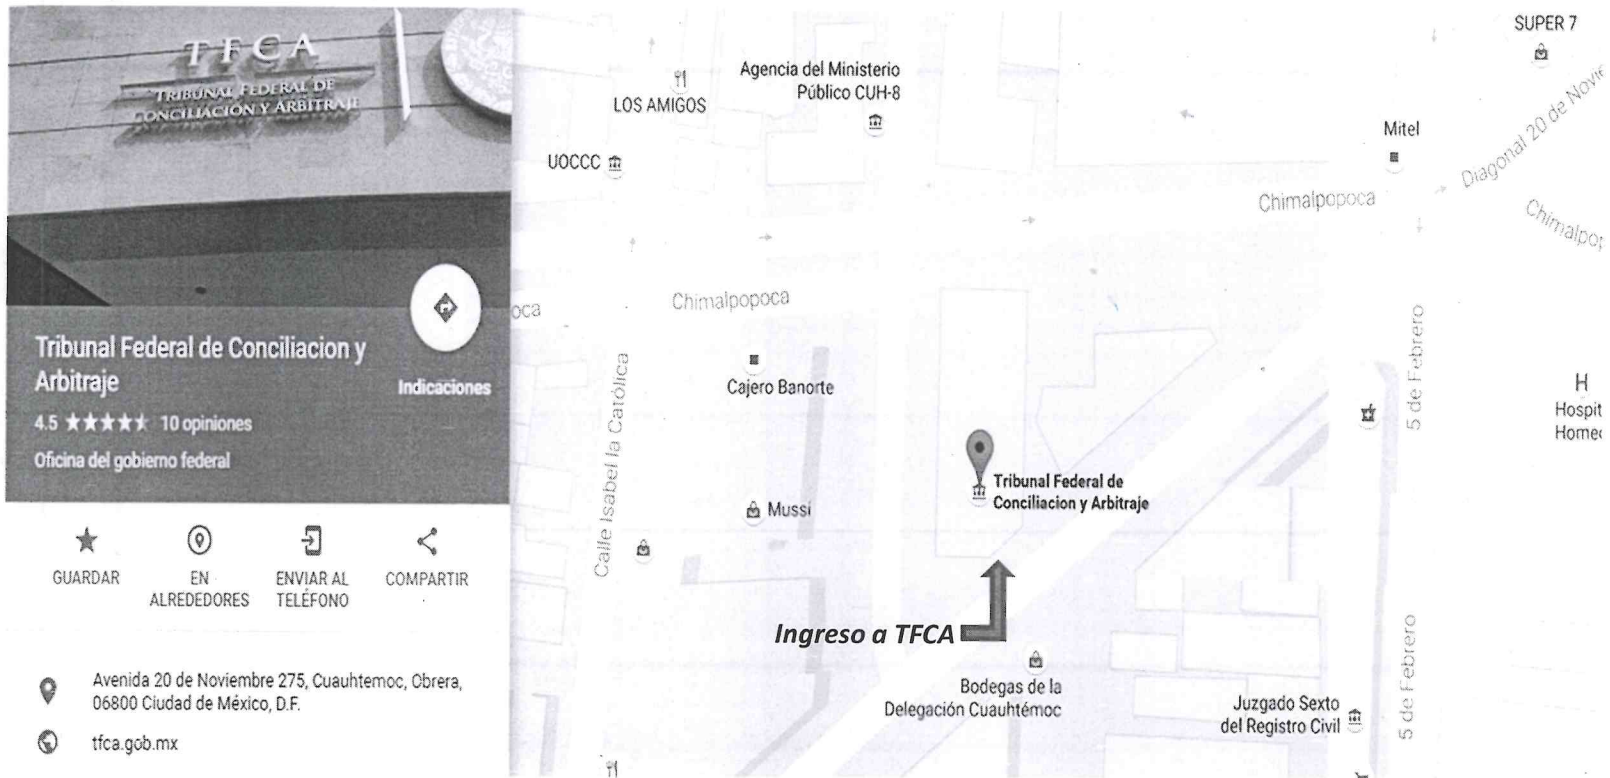 TFCA
TRIBUNAL FEDERAL DE
CONCILIACIÓN Y ARBITRAJE
Tribunal Federal de Conciliacion y
Arbitraje
Indicaciones
4.5 ★★★★★ 10 opiniones
Oficina del gobierno federal
GUARDAR
EN
ALREDEDORES
ENVIAR AL
TELÉFONO
COMPARTIR
Avenida 20 de Noviembre 275, Cuauhtemoc, Obrera,
06800 Ciudad de México, D.F.
tfca.gob.mx
SUPER 7
Agencia del Ministerio
Público CUH-8
LOS AMIGOS
UOCCC
Mitel
Diagonal 20 de Novie
Chimalpopoca
Chimalpop
oca
Chimalpopoca
Cajero Banorte
Calle Isabel la Católica
5 de Febrero
H
Hospit
Homeo
Mussi
Tribunal Federal de
Conciliacion y Arbitraje
Ingreso a TFCA
Bodegas de la
Delegación Cuauhtémoc
Juzgado Sexto
del Registro Civil
5 de Febrero